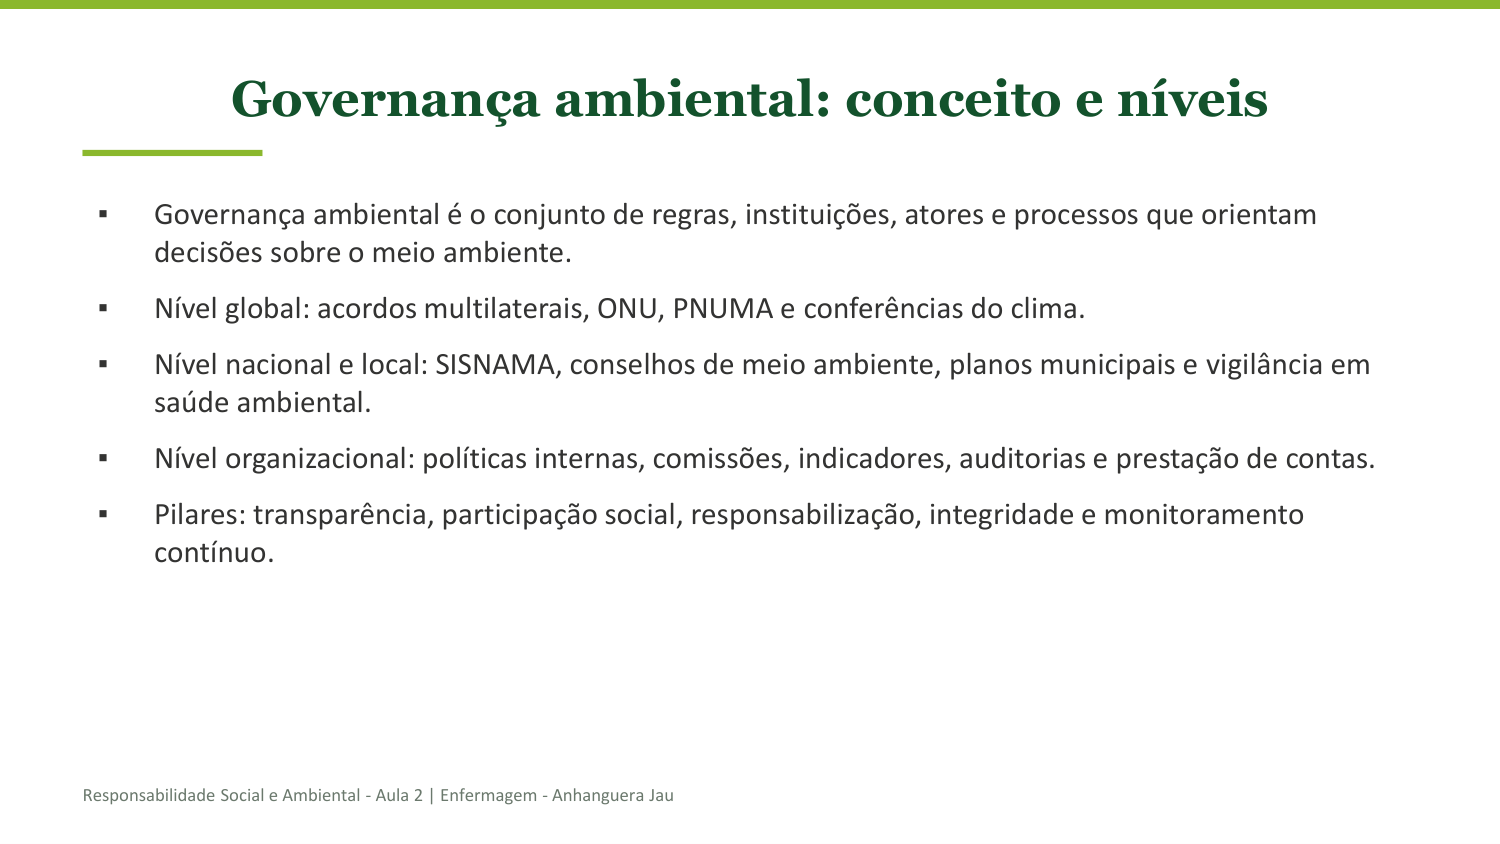 Governança ambiental: conceito e níveis
▪ Governança ambiental é o conjunto de regras, instituições, atores e processos que orientam
decisões sobre o meio ambiente.
▪ Nível global: acordos multilaterais, ONU, PNUMA e conferências do clima.
▪ Nível nacional e local: SISNAMA, conselhos de meio ambiente, planos municipais e vigilância em
saúde ambiental.
▪ Nível organizacional: políticas internas, comissões, indicadores, auditorias e prestação de contas.
▪ Pilares: transparência, participação social, responsabilização, integridade e monitoramento
contínuo.
Responsabilidade Social e Ambiental - Aula 2 | Enfermagem - Anhanguera Jau